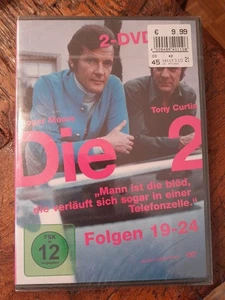 € 9.99
2-DVD
Roger Moore
Tony Curtis
Die 2
„Mann ist die blöd,
die verläuft sich sogar in einer
Telefonzelle."
Folgen 19-24
FSK
12